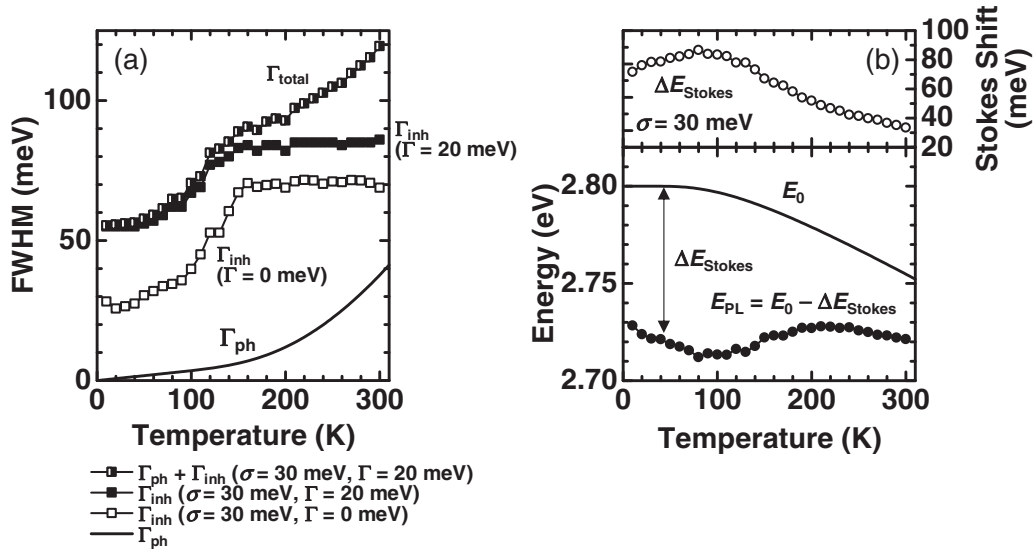 (a)
Γtotal
Γinh
(Γ = 20 meV)
Γinh
(Γ = 0 meV)
Γph
100
50
0
FWHM (meV)
0 100 200 300
Temperature (K)
Γph + Γinh (σ = 30 meV, Γ = 20 meV)
Γinh (σ = 30 meV, Γ = 20 meV)
Γinh (σ = 30 meV, Γ = 0 meV)
Γph
(b)
ΔEStokes
σ = 30 meV
100
80
60
40
20
Stokes Shift
(meV)
2.80
2.75
2.70
Energy (eV)
E0
ΔEStokes
EPL = E0 − ΔEStokes
0 100 200 300
Temperature (K)